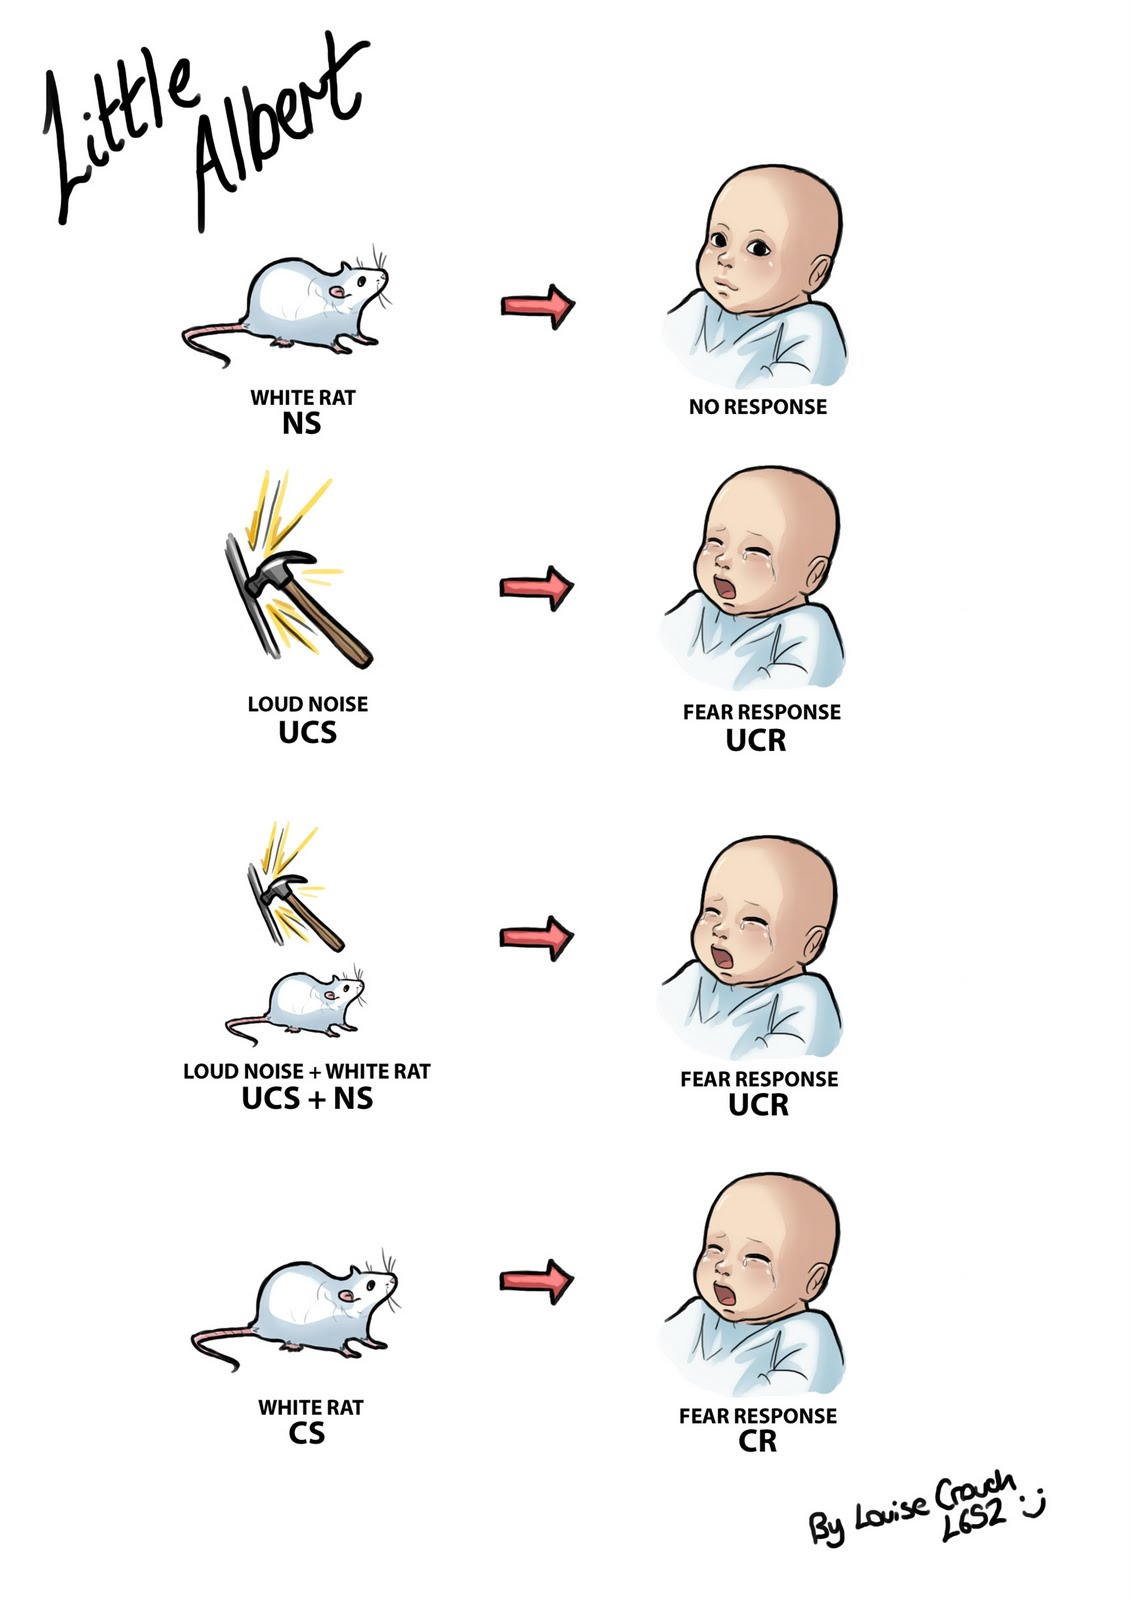 Little
Albert
WHITE RAT
NS
NO RESPONSE
LOUD NOISE
UCS
FEAR RESPONSE
UCR
LOUD NOISE + WHITE RAT
UCS + NS
FEAR RESPONSE
UCR
WHITE RAT
CS
FEAR RESPONSE
CR
By Louise Crouch
L6S2 :)